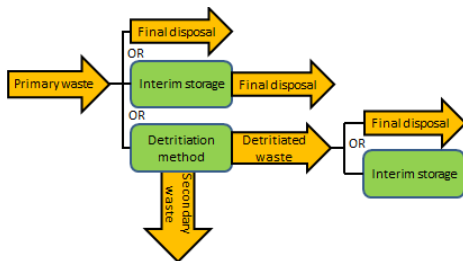 Final disposal
OR
Primary waste
Interim storage
Final disposal
OR
Detritiation
method
Detritiated
waste
Final disposal
OR
Interim storage
Secondary
waste